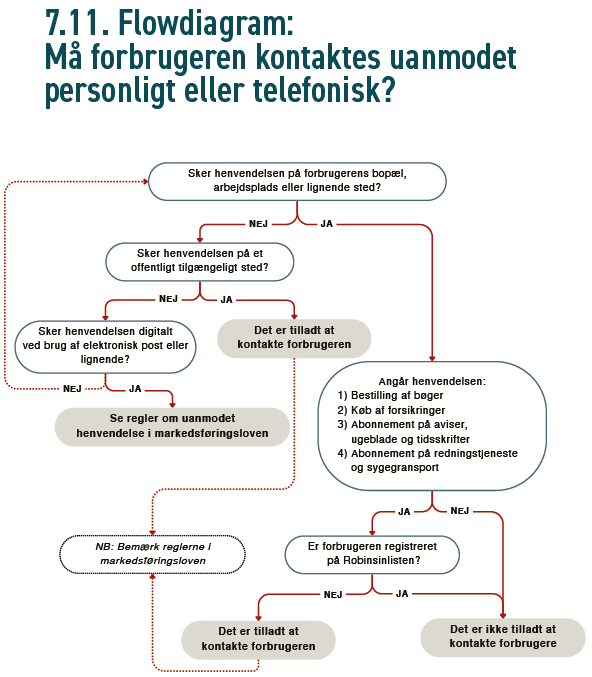 7.11. Flowdiagram:
Må forbrugeren kontaktes uanmodet
personligt eller telefonisk?
Sker henvendelsen på forbrugerens bopæl,
arbejdsplads eller lignende sted?
NEJ
JA
Sker henvendelsen på et
offentligt tilgængeligt sted?
NEJ
JA
Sker henvendelsen digitalt
ved brug af elektronisk post eller
lignende?
Det er tilladt at
kontakte forbrugeren
NEJ
JA
Se regler om uanmodet
henvendelse i markedsføringsloven
Angår henvendelsen:
1) Bestilling af bøger
2) Køb af forsikringer
3) Abonnement på aviser,
ugeblade og tidsskrifter
4) Abonnement på redningstjeneste
og sygegransport
JA
NEJ
NB: Bemærk reglerne i
markedsføringsloven
Er forbrugeren registreret
på Robinsinlisten?
NEJ
JA
Det er tilladt at
kontakte forbrugeren
Det er ikke tilladt at
kontakte forbrugere